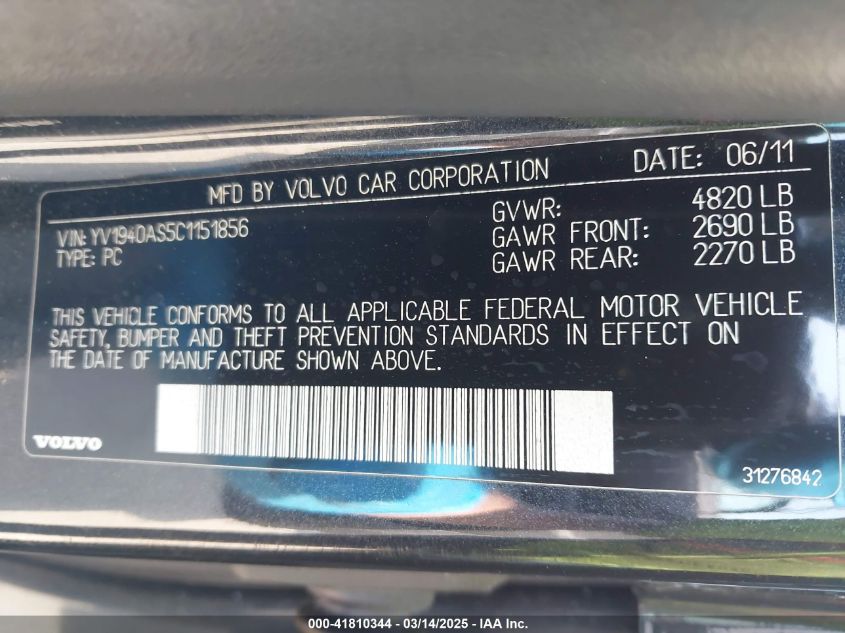 MFD BY VOLVO CAR CORPORATION DATE: 06/11
VIN: YV1940AS5C1151856
TYPE: PC
GVWR: 4820 LB
GAWR FRONT: 2690 LB
GAWR REAR: 2270 LB
THIS VEHICLE CONFORMS TO ALL APPLICABLE FEDERAL MOTOR VEHICLE
SAFETY, BUMPER AND THEFT PREVENTION STANDARDS IN EFFECT ON
THE DATE OF MANUFACTURE SHOWN ABOVE.
VOLVO
31276842
000-41810344 / 03/14/2025 - IAA Inc.